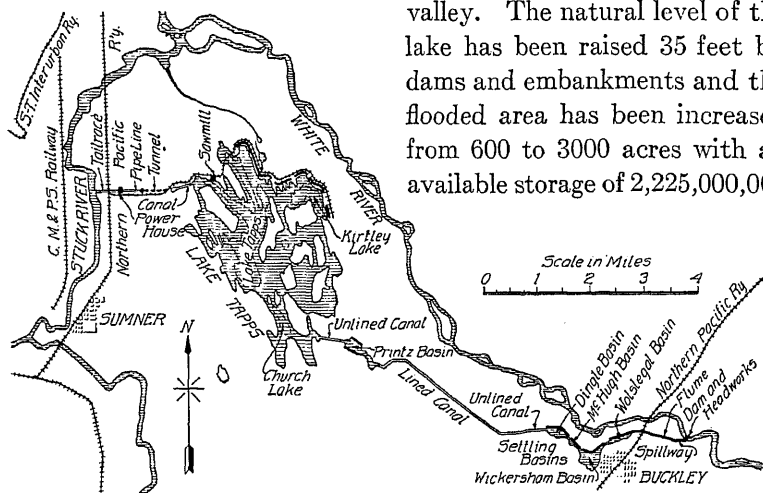 valley. The natural level of th
lake has been raised 35 feet b
dams and embankments and th
flooded area has been increase
from 600 to 3000 acres with a
available storage of 2,225,000,00
S.T. Interurban Ry.
R'y.
C. M. & P.S. Railway
STUCK RIVER
Tailrace
Northern Pacific
Pipe Line
Tunnel
Canal
Power House
Sawmill
WHITE RIVER
Lake Tapps
LAKE TAPPS
Kirtley Lake
Scale in Miles
0 1 2 3 4
SUMNER
N
Church Lake
Unlined Canal
Printz Basin
Lined Canal
Unlined Canal
Settling Basins
Dingle Basin
McHugh Basin
Wolslegal Basin
Northern Pacific Ry.
Flume
Dam and Headworks
Spillway
Wickersham Basin
BUCKLEY